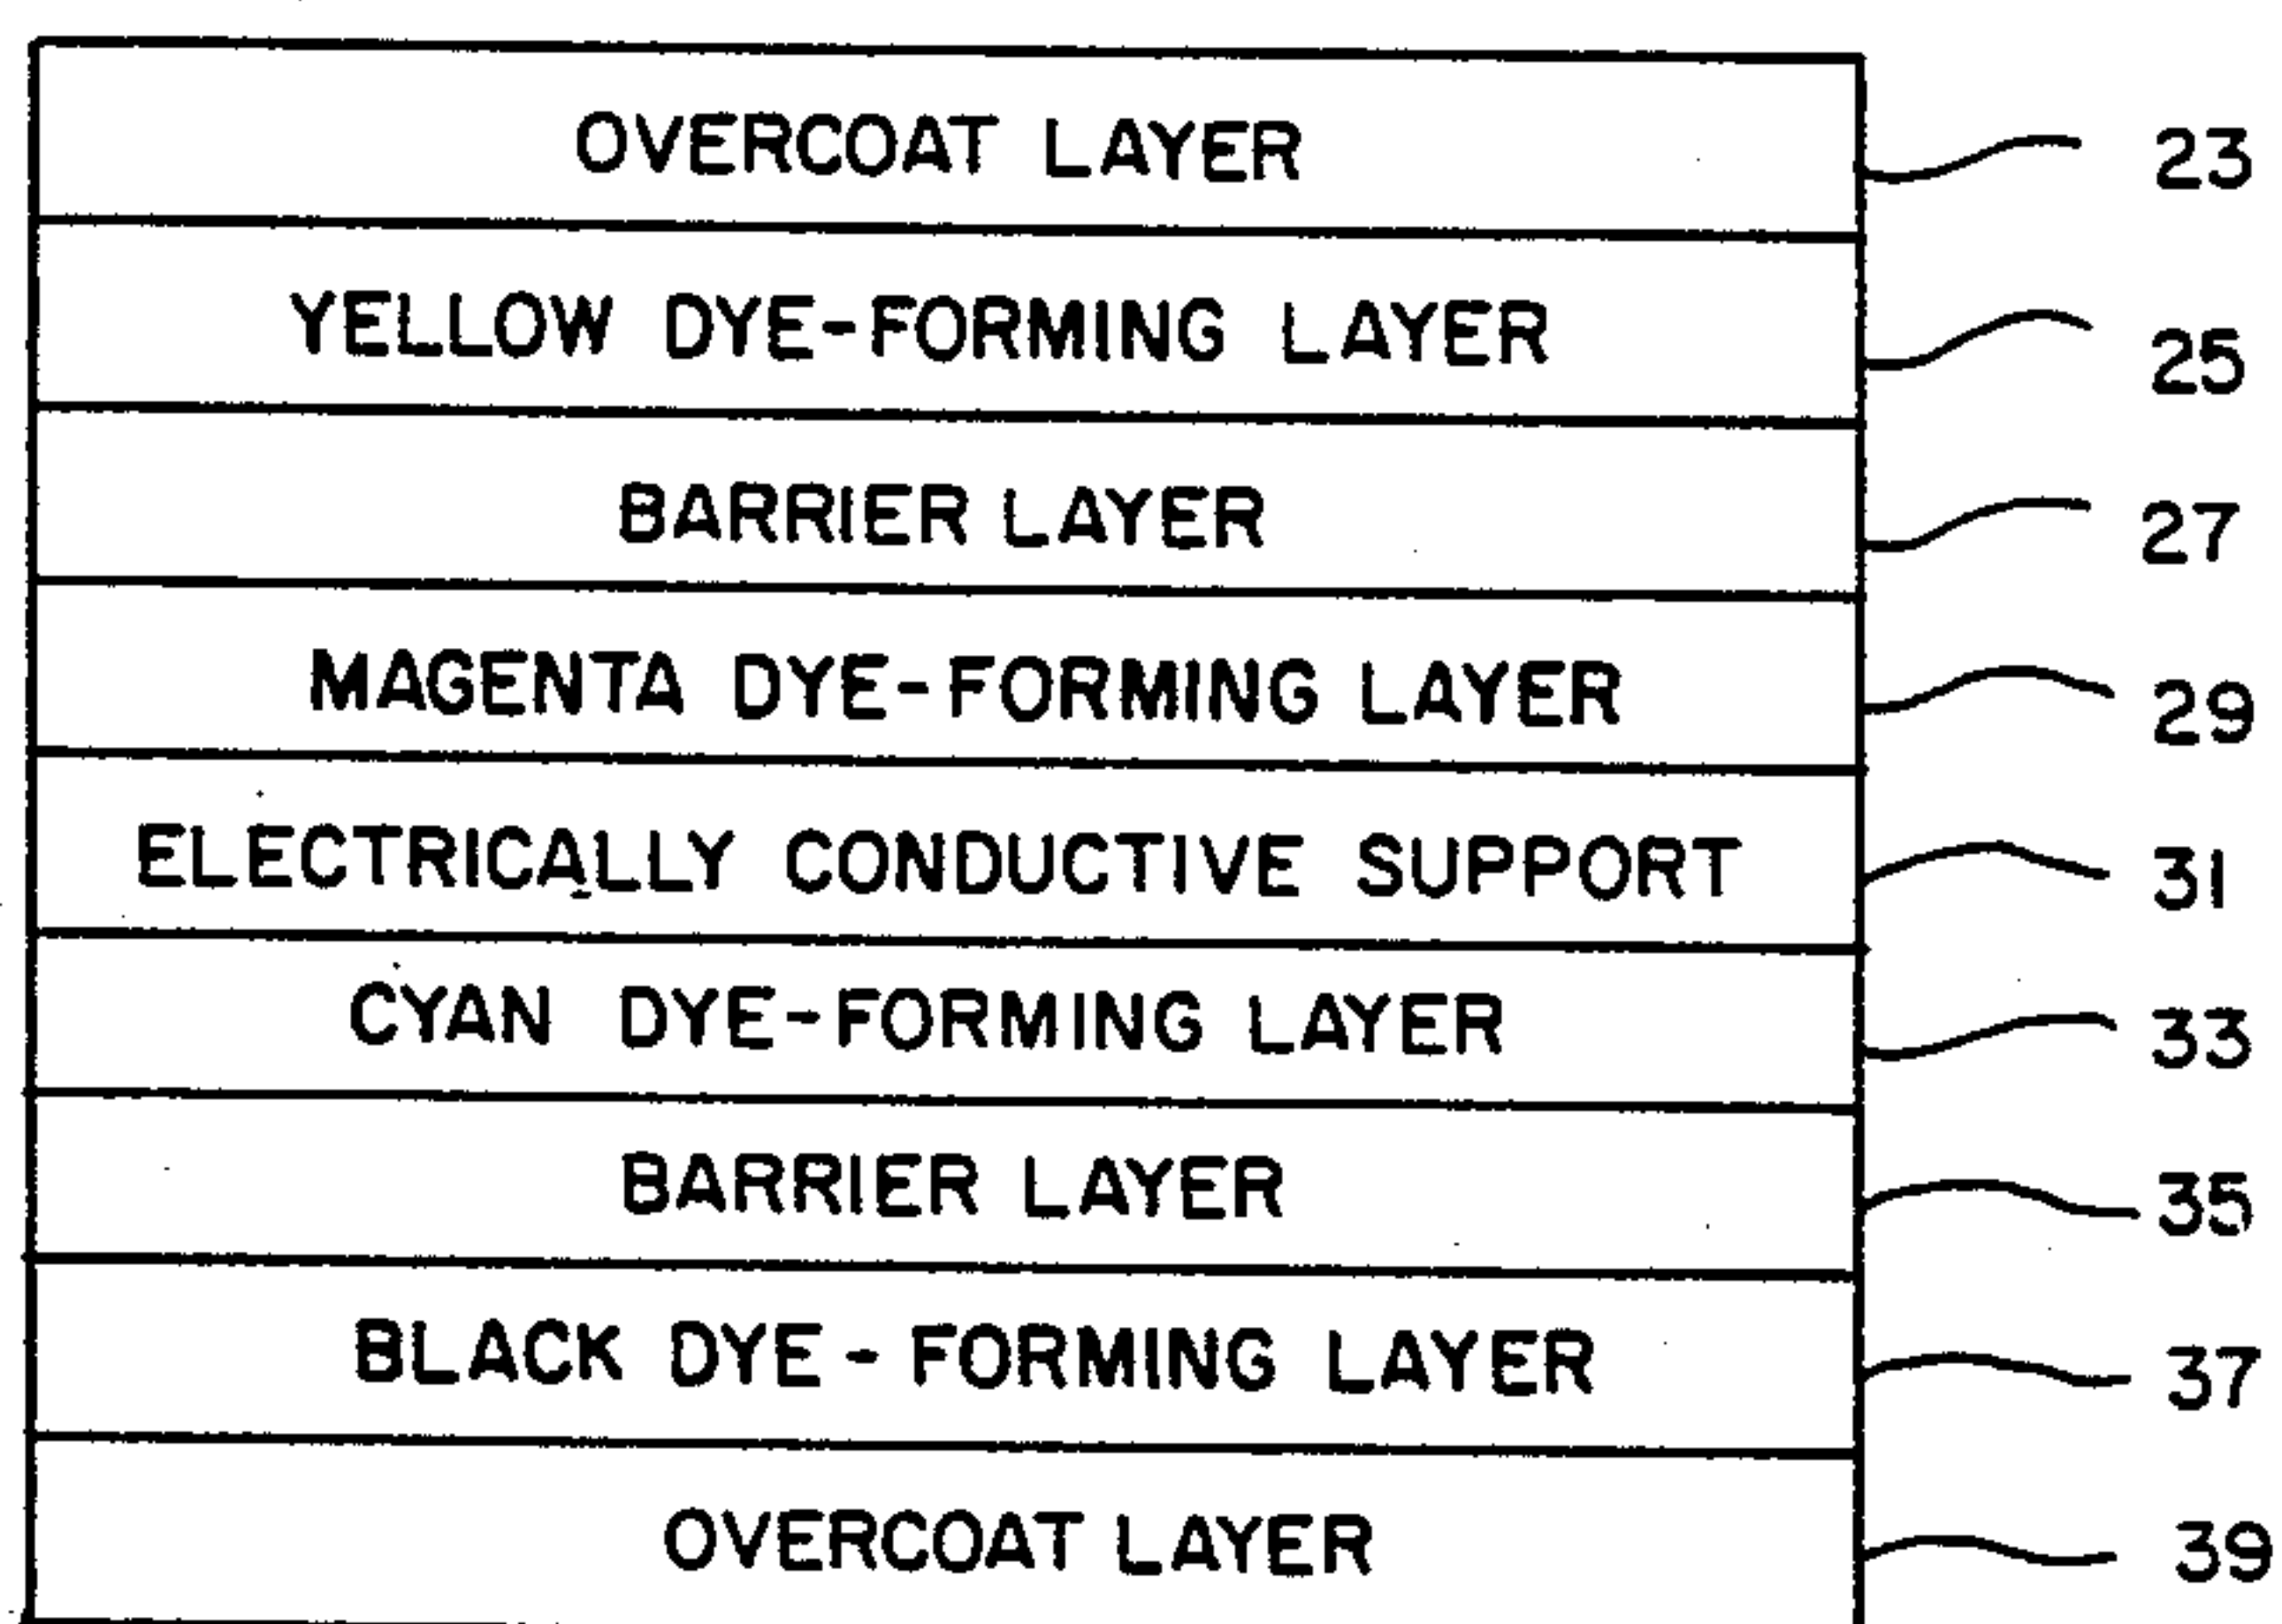 OVERCOAT LAYER 23
YELLOW DYE-FORMING LAYER 25
BARRIER LAYER 27
MAGENTA DYE-FORMING LAYER 29
ELECTRICALLY CONDUCTIVE SUPPORT 31
CYAN DYE-FORMING LAYER 33
BARRIER LAYER 35
BLACK DYE-FORMING LAYER 37
OVERCOAT LAYER 39